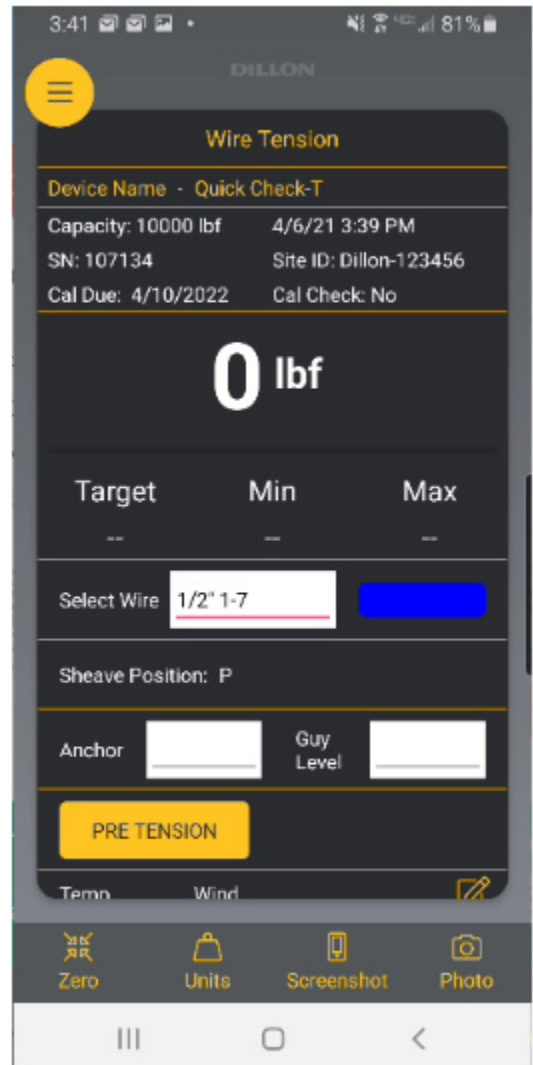 3:41 81%
DILLON
Wire Tension
Device Name - Quick Check-T
Capacity: 10000 lbf 4/6/21 3:39 PM
SN: 107134 Site ID: Dillon-123456
Cal Due: 4/10/2022 Cal Check: No
0 lbf
Target Min Max
-- -- --
Select Wire 1/2" 1-7
Sheave Position: P
Anchor Guy Level
PRE TENSION
Temp Wind
Zero Units Screenshot Photo